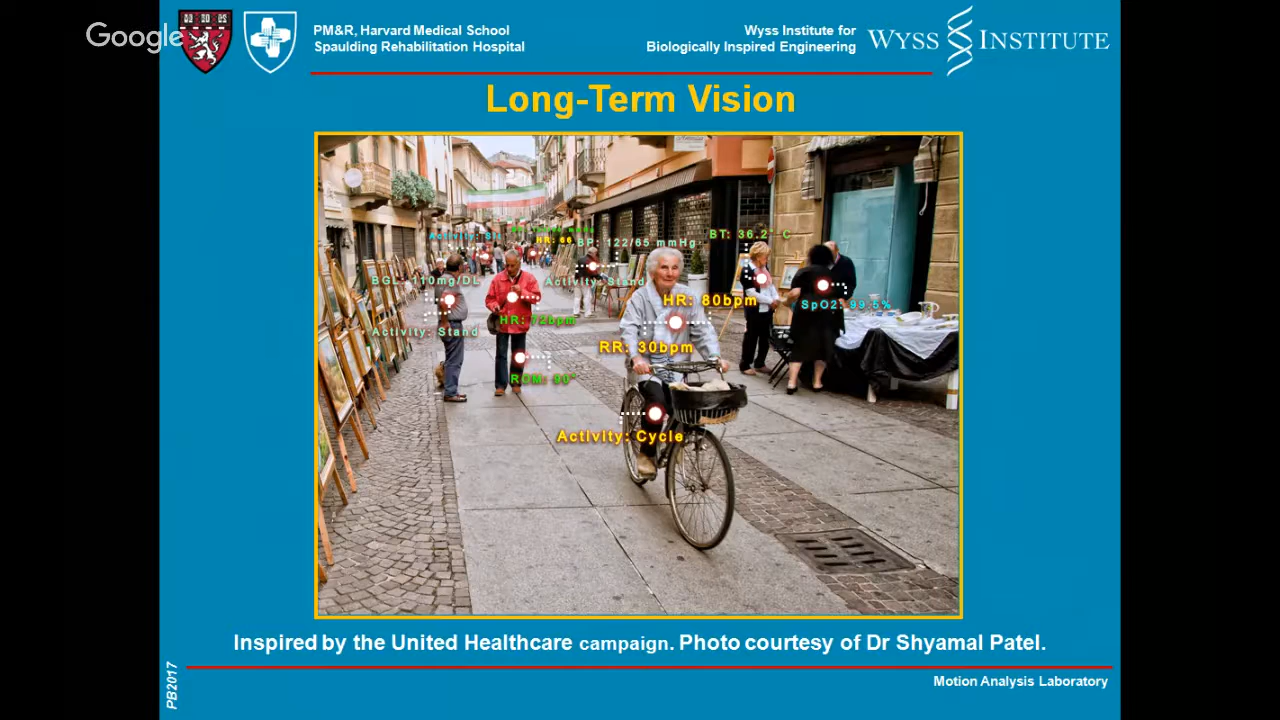 Google
PM&R, Harvard Medical School
Spaulding Rehabilitation Hospital
Wyss Institute for
Biologically Inspired Engineering
WYSS INSTITUTE
Long-Term Vision
HR: 66
BP: 122/65 mmHg
BT: 36.2° C
BGL: 110mg/DL
Activity: Stand
Activity: Stand
HR: 72bpm
ROM: 90°
HR: 80bpm
RR: 30bpm
SpO2: 99.5%
Activity: Cycle
Inspired by the United Healthcare campaign. Photo courtesy of Dr Shyamal Patel.
PB2017
Motion Analysis Laboratory